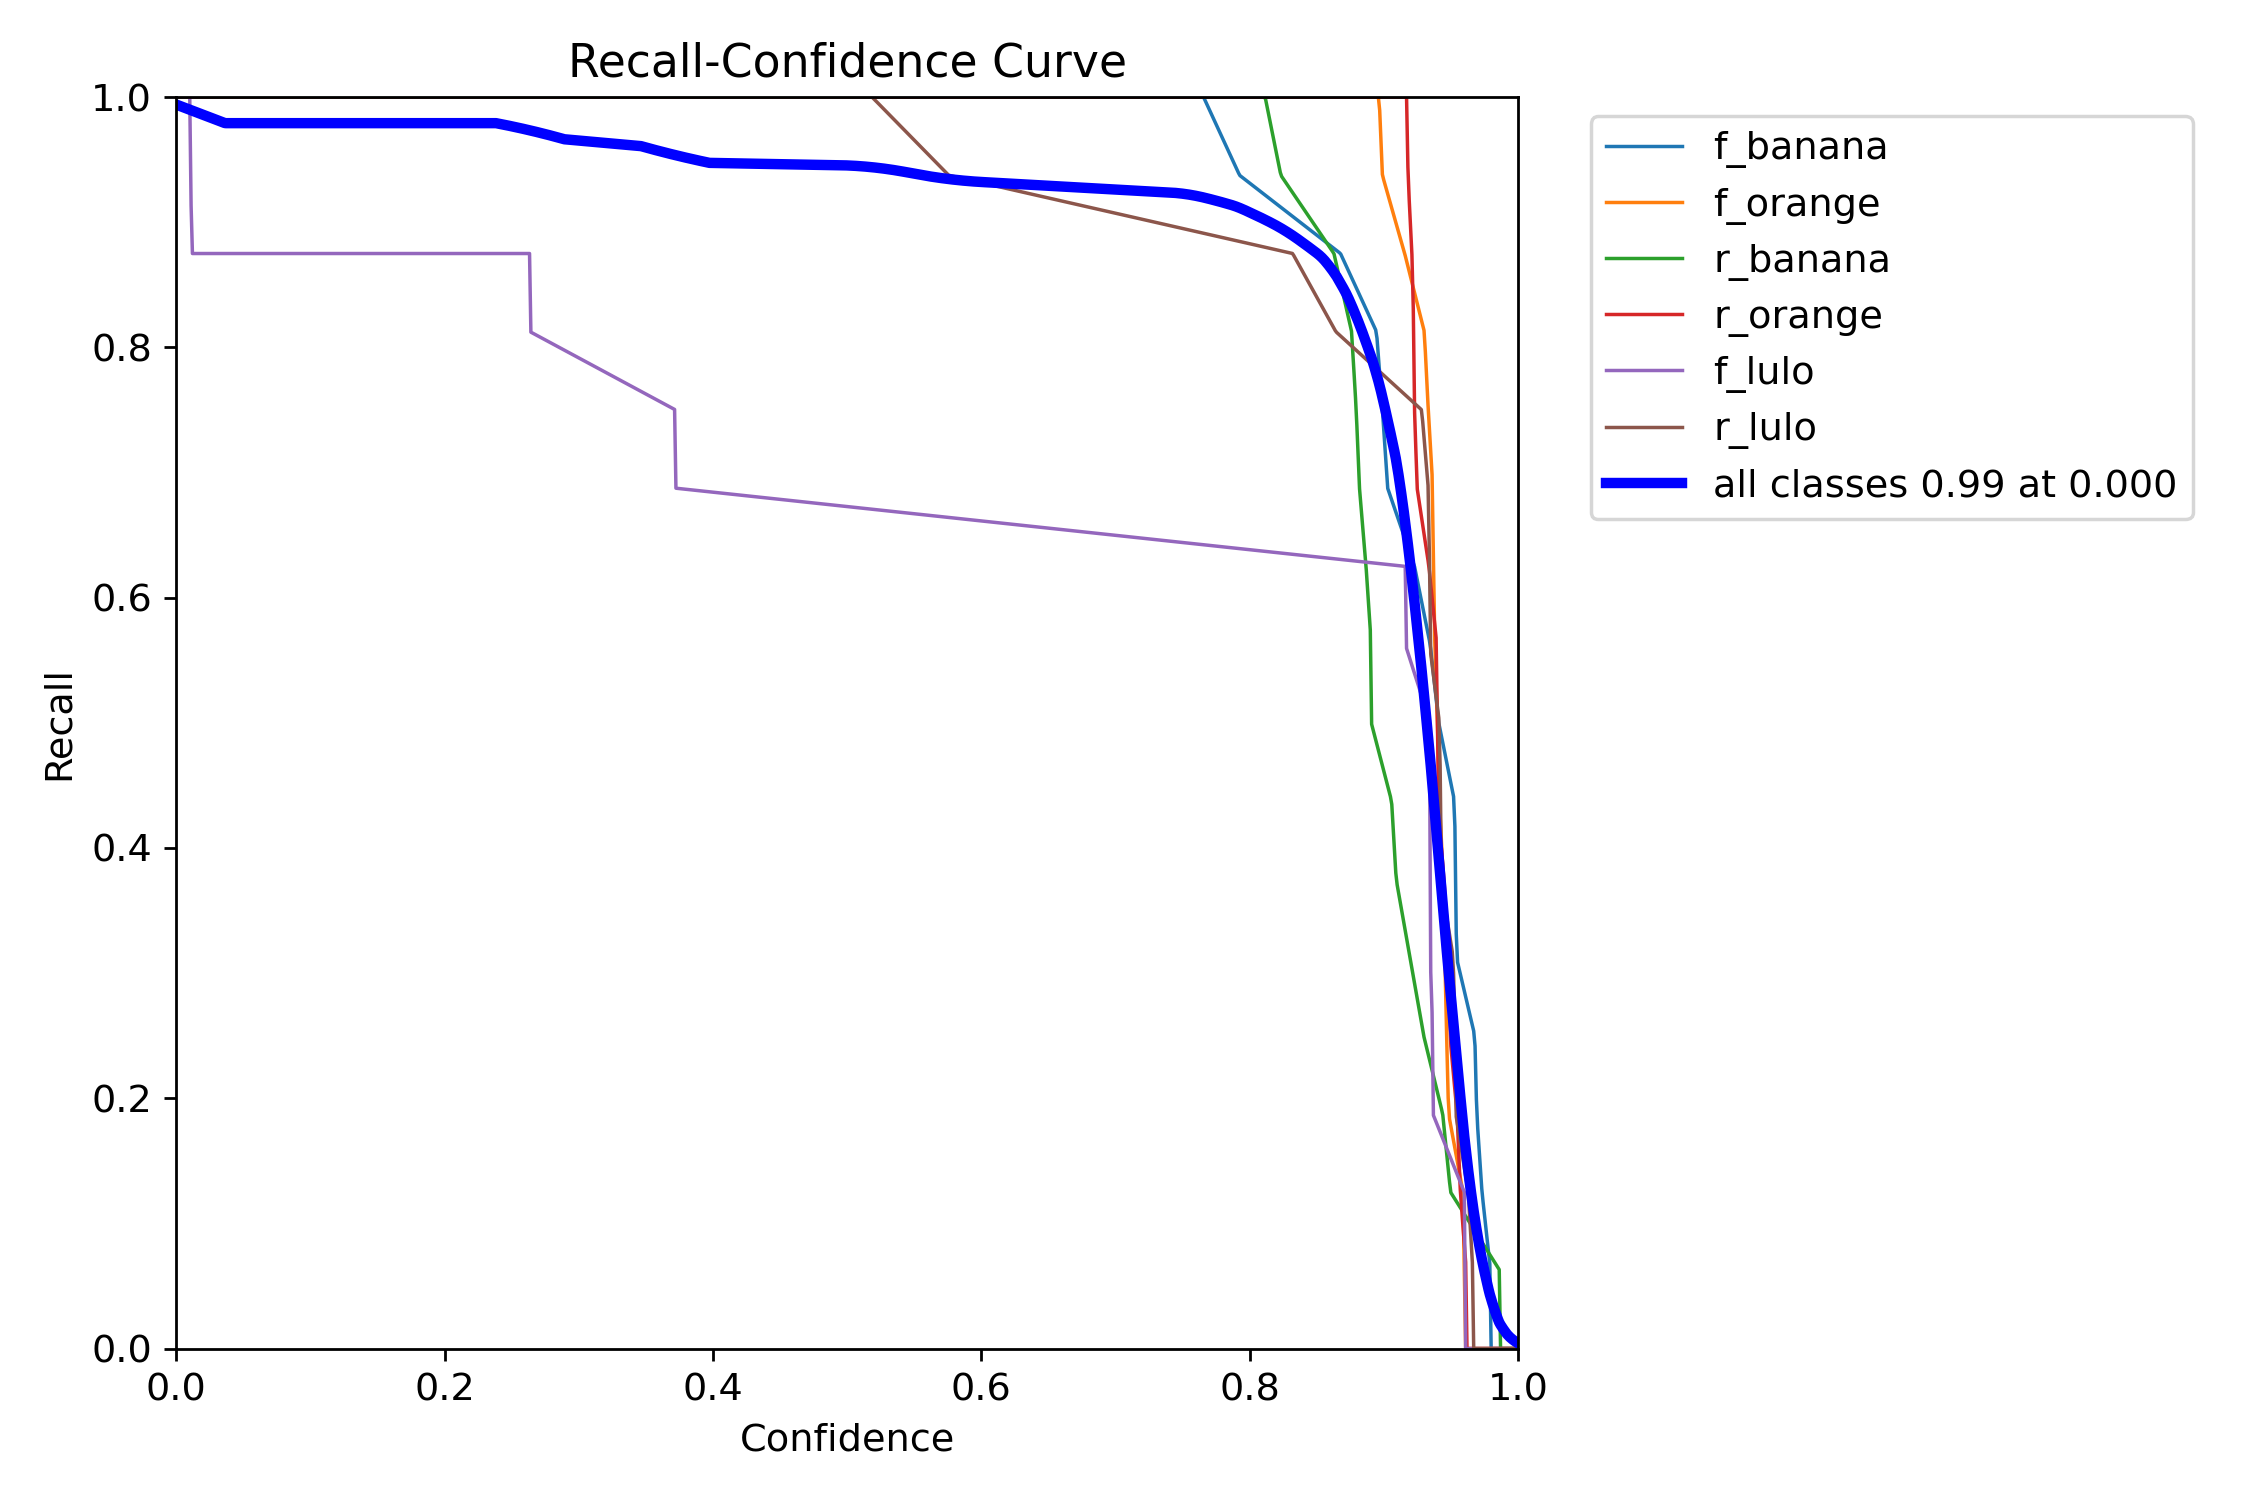 Recall-Confidence Curve
1.0
0.8
0.6
0.4
0.2
0.0
Recall
0.0 0.2 0.4 0.6 0.8 1.0
Confidence
f_banana
f_orange
r_banana
r_orange
f_lulo
r_lulo
all classes 0.99 at 0.000